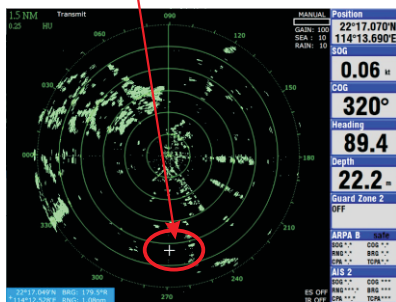 1.5 NM Transmit 090 MANUAL
0.25 HU GAIN: 100
SEA : 10
RAIN: 10
060 120
030 150
000 180
330 210
300 240
270
22°17.049'N BRG: 179.5°R
114°12.528'E RNG: 1.08nm
ES OFF
IR OFF
Position
22°17.070'N
114°13.690'E
SOG
0.06 kt
COG
320°
Heading
89.4
Depth
22.2 m
Guard Zone 2
OFF
ARPA B safe
SOG *.* COG *.*
RNG *.* BRG *.*
CPA *.* TCPA *.*
AIS 2
SOG *.* COG ***
RNG ***.* BRG ***
CPA *.* TCPA *.*